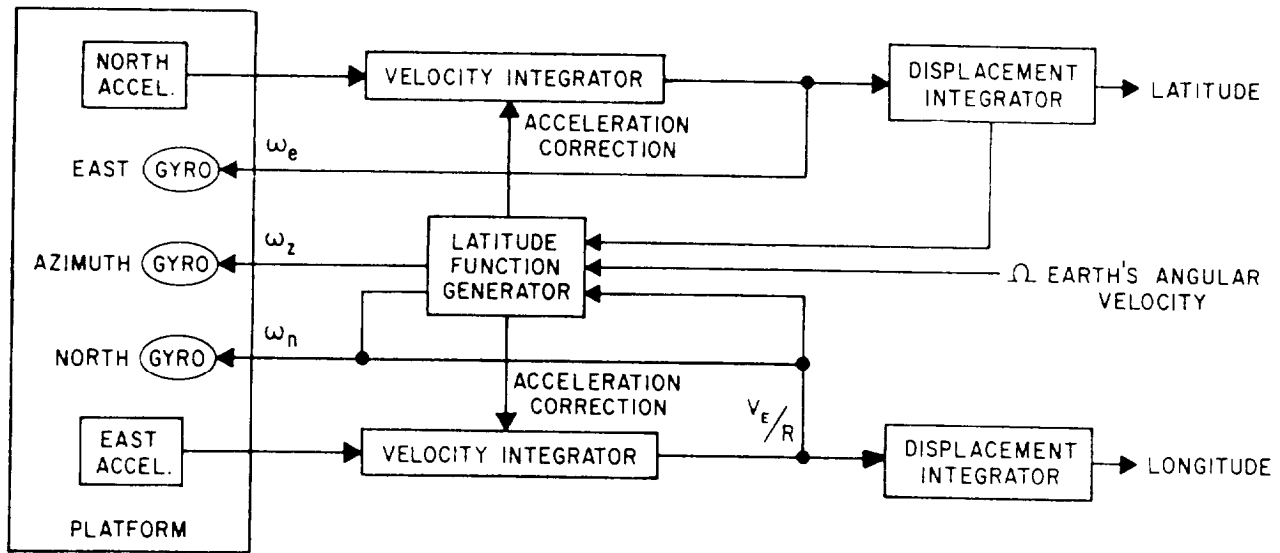 NORTH
ACCEL.
VELOCITY INTEGRATOR
DISPLACEMENT
INTEGRATOR
LATITUDE
ACCELERATION
CORRECTION
ωe
EAST GYRO
ωz
AZIMUTH GYRO
LATITUDE
FUNCTION
GENERATOR
Ω EARTH'S ANGULAR
VELOCITY
ωn
NORTH GYRO
ACCELERATION
CORRECTION
VE/R
EAST
ACCEL.
VELOCITY INTEGRATOR
DISPLACEMENT
INTEGRATOR
LONGITUDE
PLATFORM